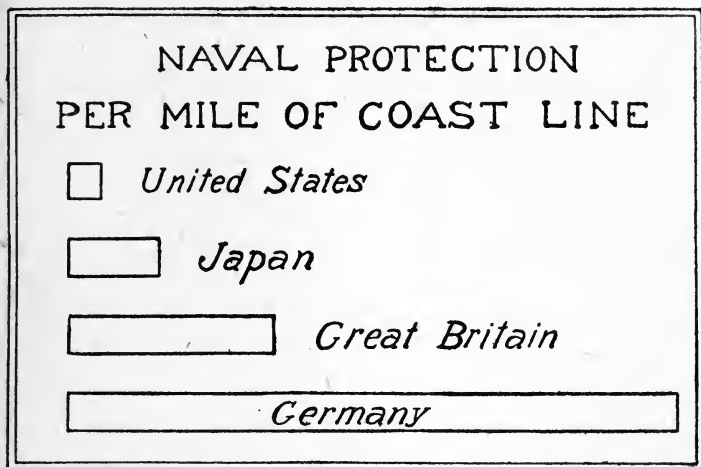 NAVAL PROTECTION
PER MILE OF COAST LINE
United States
Japan
Great Britain
Germany